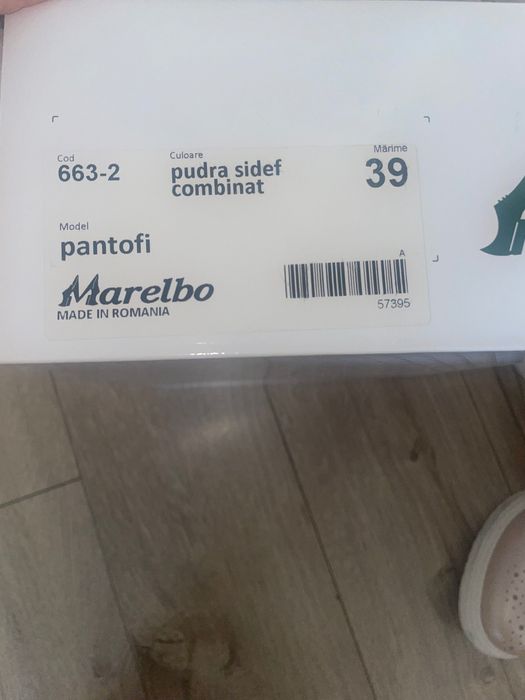 Cod
663-2
Culoare
pudra sidef
combinat
Mărime
39
Model
pantofi
Marelbo
MADE IN ROMANIA
A
57395